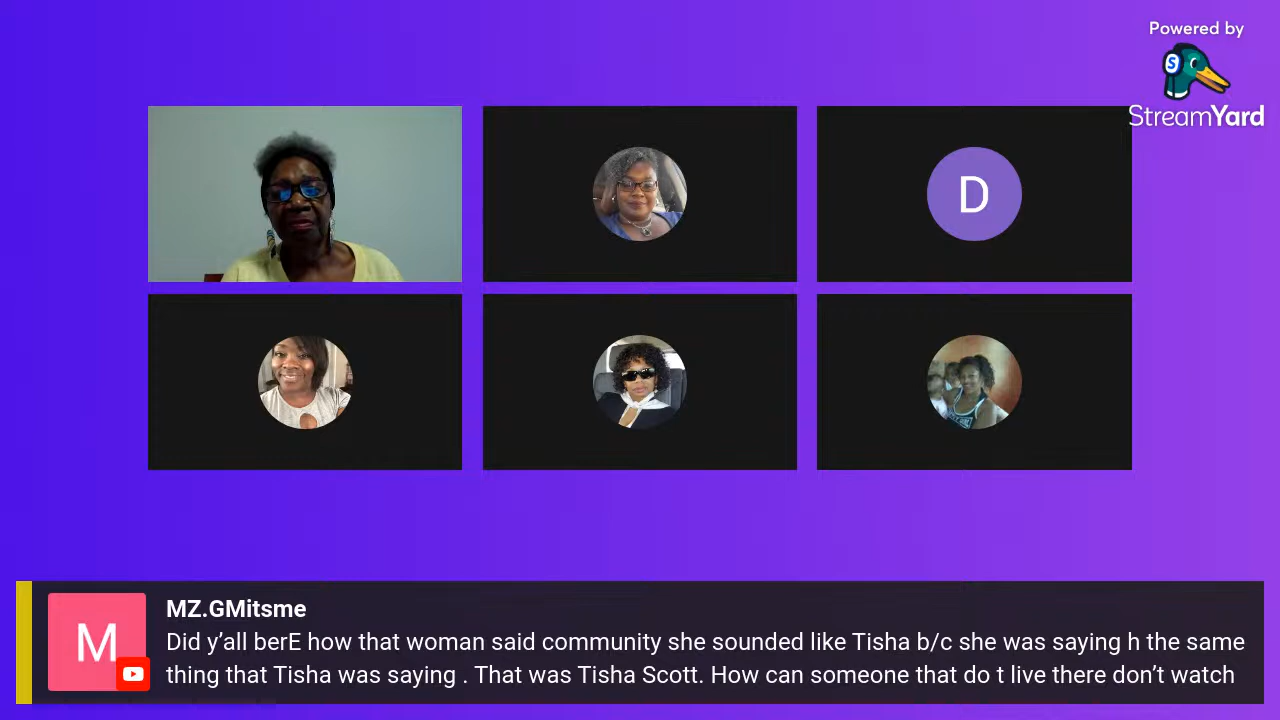 Powered by
S
StreamYard
D
M
MZ.GMitsme
Did y’all berE how that woman said community she sounded like Tisha b/c she was saying h the same
thing that Tisha was saying . That was Tisha Scott. How can someone that do t live there don’t watch